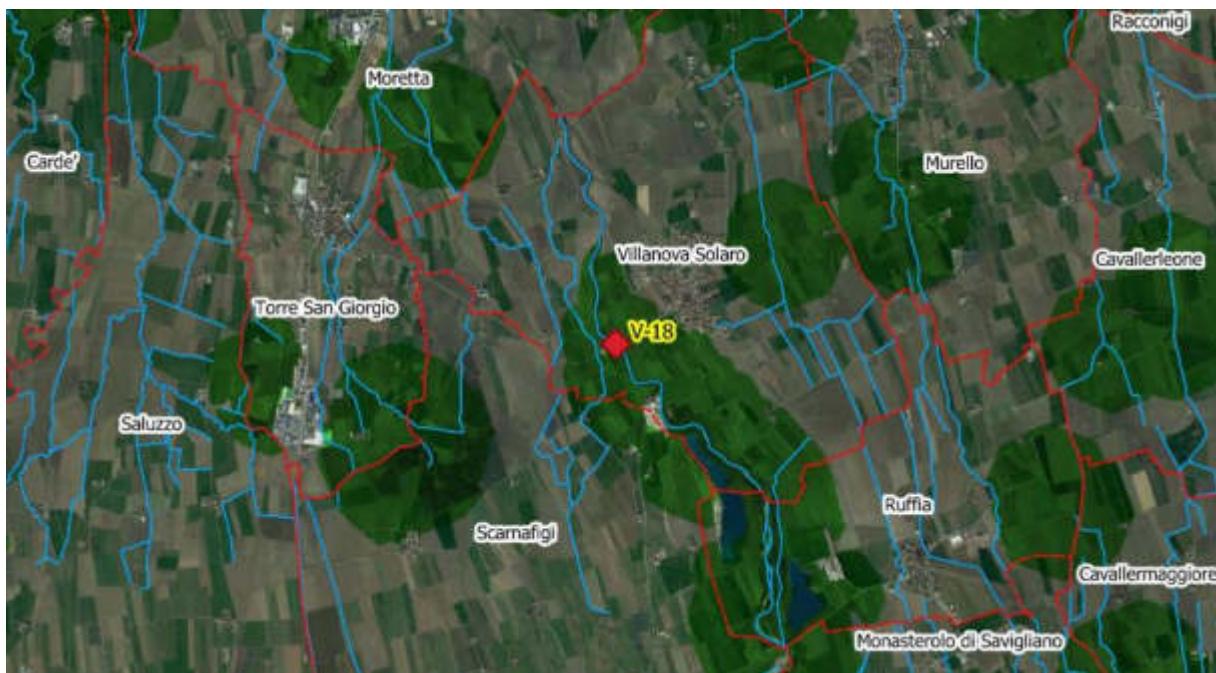 Racconigi
Moretta
Carde'
Murello
Villanova Solaro
Cavallerleone
Torre San Giorgio
V-18
Saluzzo
Ruffia
Scarnafigi
Cavallermaggiore
Monasterolo di Savigliano